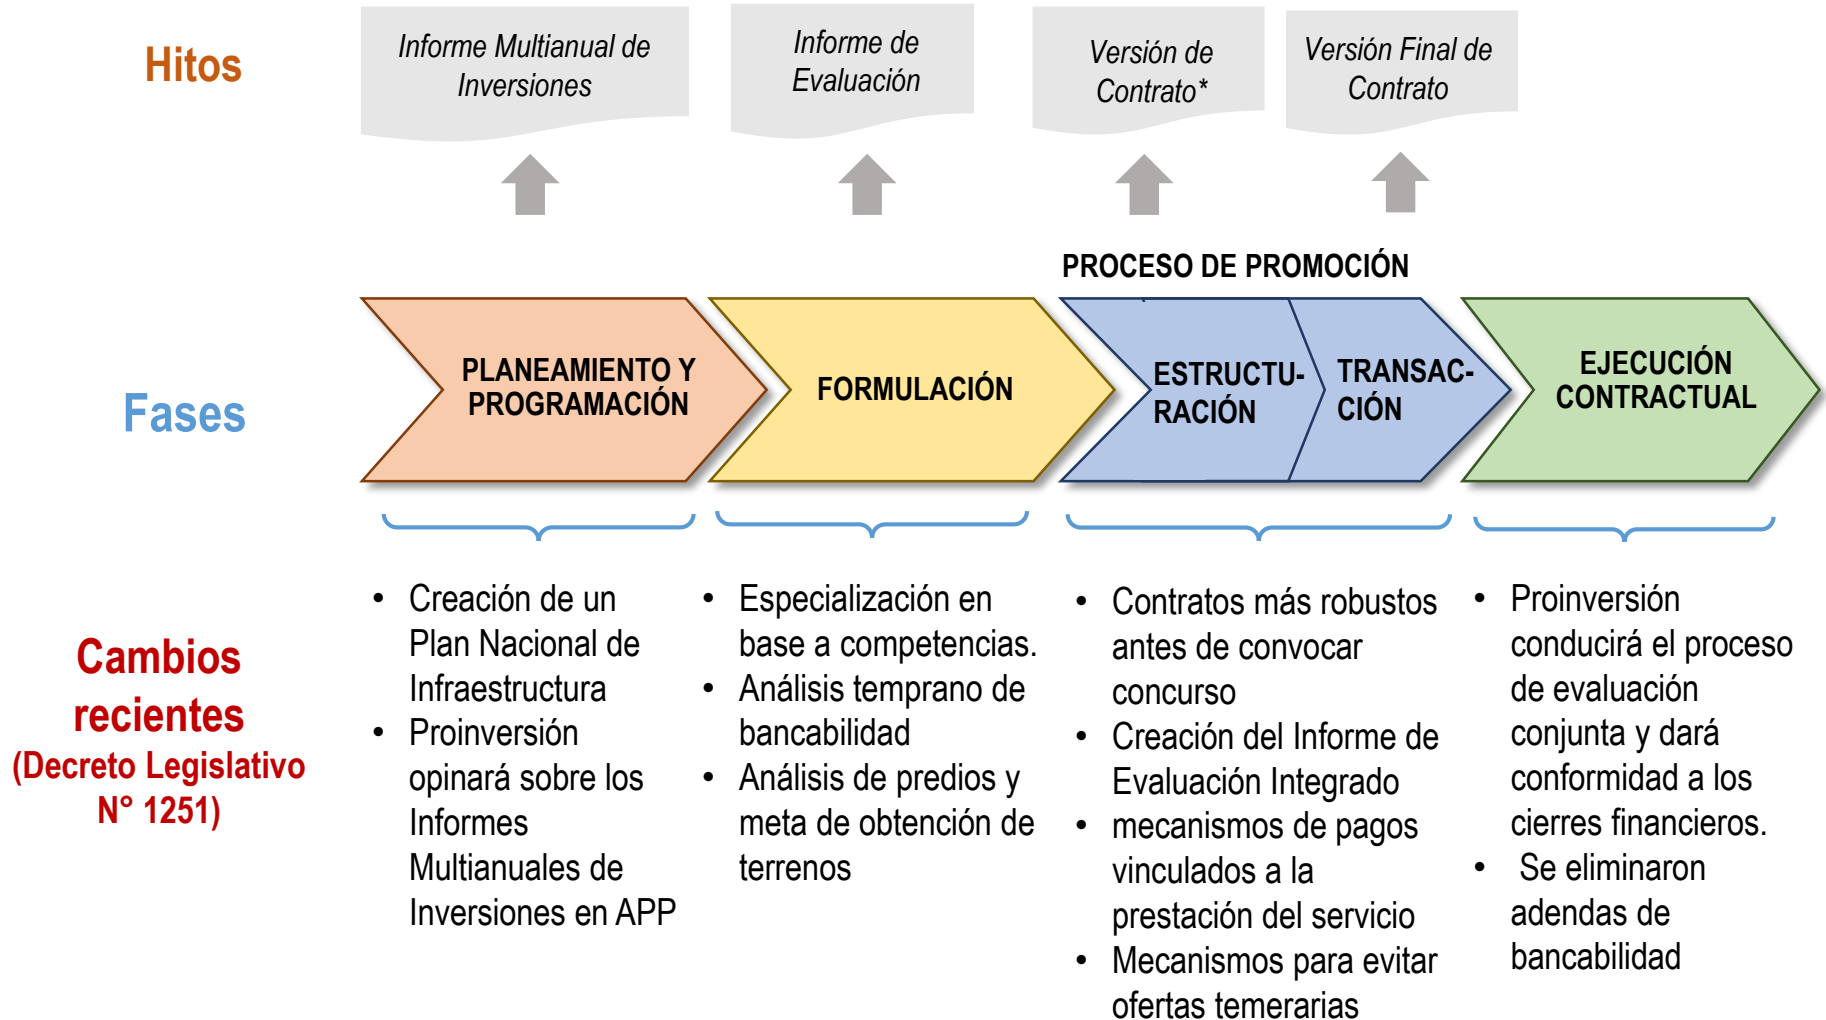 Hitos
Informe Multianual de
Inversiones
Informe de
Evaluación
Versión de
Contrato*
Versión Final de
Contrato
PROCESO DE PROMOCIÓN
Fases
PLANEAMIENTO Y
PROGRAMACIÓN
FORMULACIÓN
ESTRUCTU-
RACIÓN
TRANSAC-
CIÓN
EJECUCIÓN
CONTRACTUAL
Cambios
recientes
(Decreto Legislativo
N° 1251)
• Creación de un
Plan Nacional de
Infraestructura
• Proinversión
opinará sobre los
Informes
Multianuales de
Inversiones en APP
• Especialización en
base a competencias.
• Análisis temprano de
bancabilidad
• Análisis de predios y
meta de obtención de
terrenos
• Contratos más robustos
antes de convocar
concurso
• Creación del Informe de
Evaluación Integrado
• mecanismos de pagos
vinculados a la
prestación del servicio
• Mecanismos para evitar
ofertas temerarias
• Proinversión
conducirá el proceso
de evaluación
conjunta y dará
conformidad a los
cierres financieros.
• Se eliminaron
adendas de
bancabilidad